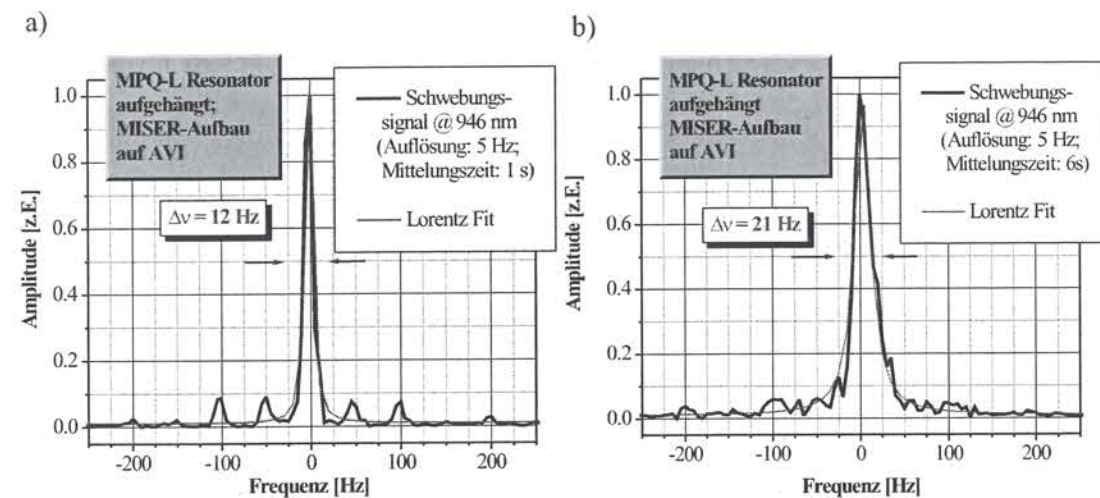 a)
MPQ-L Resonator
aufgehängt;
MISER-Aufbau
auf AVI
Schwebungs-
signal @ 946 nm
(Auflösung: 5 Hz;
Mittelungszeit: 1 s)
Lorentz Fit
Δν = 12 Hz
Amplitude [z.E.]
1.0
0.8
0.6
0.4
0.2
0.0
-200
-100
0
100
200
Frequenz [Hz]
b)
MPQ-L Resonator
aufgehängt
MISER-Aufbau
auf AVI
Schwebungs-
signal @ 946 nm
(Auflösung: 5 Hz;
Mittelungszeit: 6s)
Lorentz Fit
Δν = 21 Hz
Amplitude [z.E.]
1.0
0.8
0.6
0.4
0.2
0.0
-200
-100
0
100
200
Frequenz [Hz]